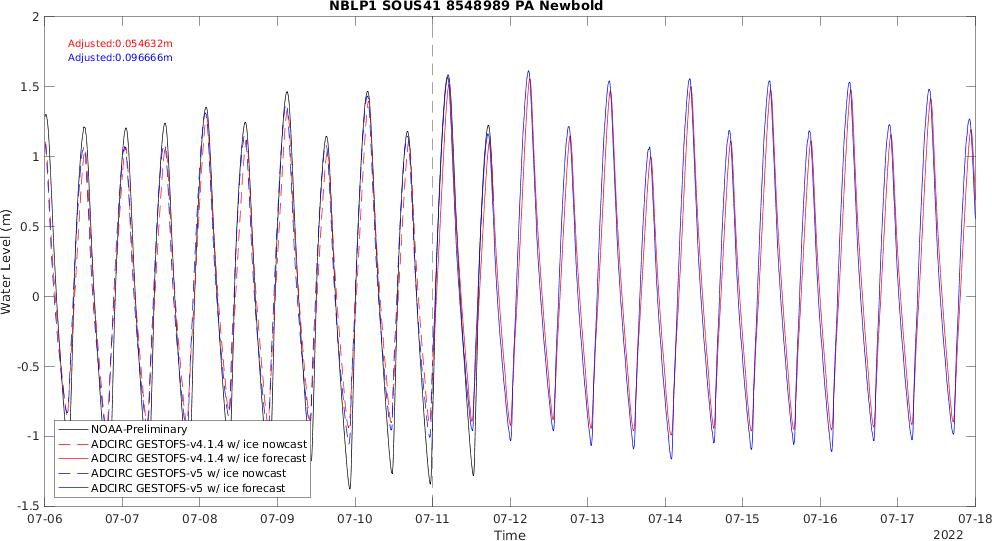 NBLP1 SOUS41 8548989 PA Newbold
Adjusted:0.054632m
Adjusted:0.096666m
2
1.5
1
0.5
0
-0.5
-1
-1.5
Water Level (m)
NOAA-Preliminary
ADCIRC GESTOFS-v4.1.4 w/ ice nowcast
ADCIRC GESTOFS-v4.1.4 w/ ice forecast
ADCIRC GESTOFS-v5 w/ ice nowcast
ADCIRC GESTOFS-v5 w/ ice forecast
07-06 07-07 07-08 07-09 07-10 07-11 07-12 07-13 07-14 07-15 07-16 07-17 07-18
Time
2022